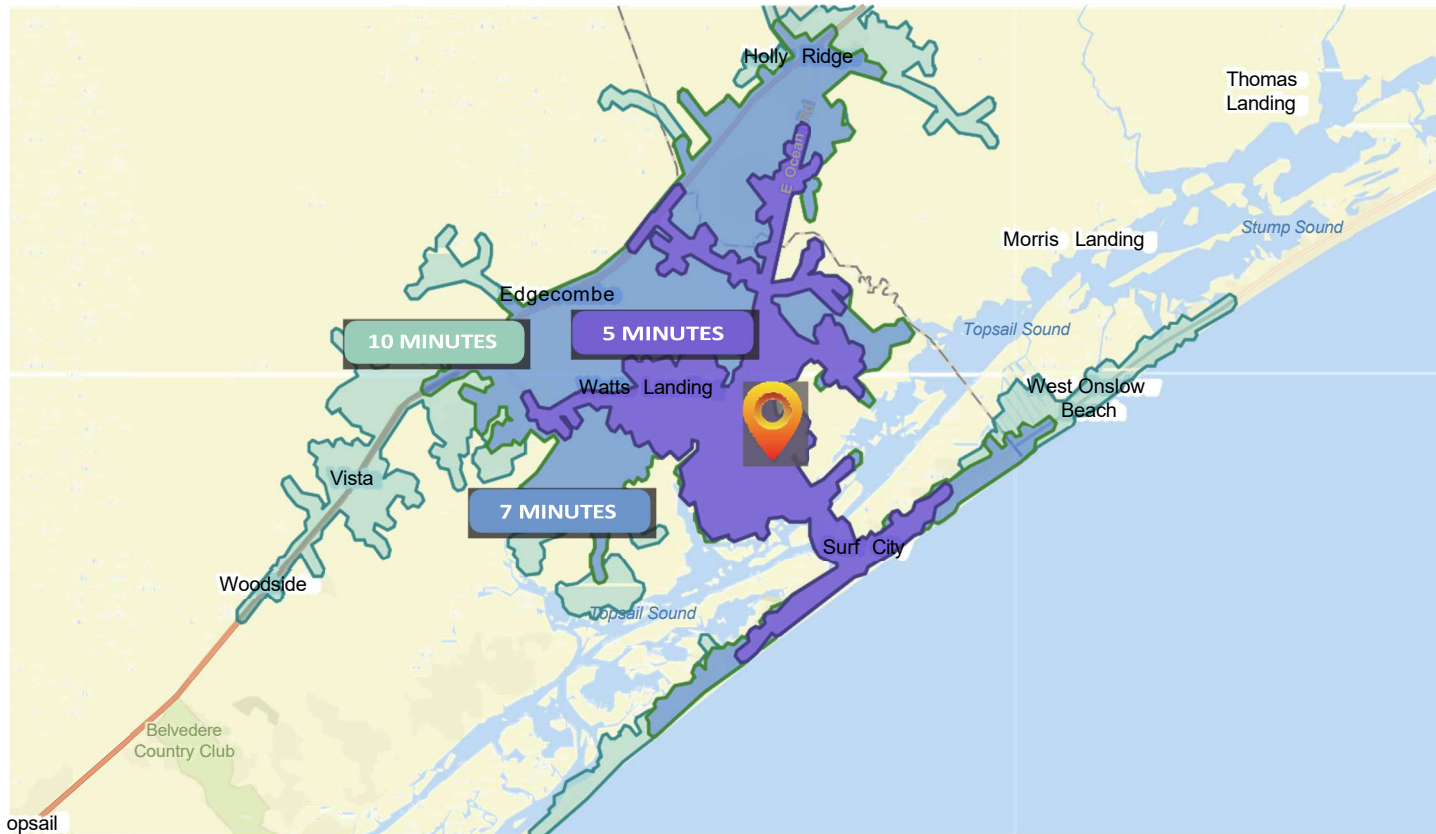 Holly Ridge
Thomas
Landing
E Ocean Rd
Stump Sound
Morris Landing
Edgecombe
Topsail Sound
10 MINUTES
5 MINUTES
Watts Landing
West Onslow
Beach
Vista
7 MINUTES
Surf City
Woodside
Topsail Sound
Belvedere
Country Club
opsail